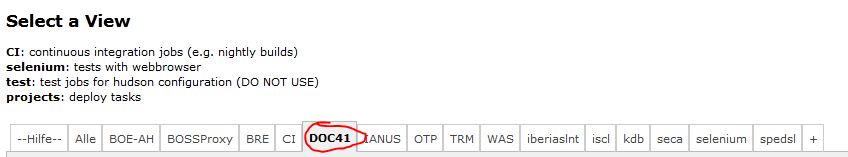 Select a View
CI: continuous integration jobs (e.g. nightly builds)
selenium: tests with webbrowser
test: test jobs for hudson configuration (DO NOT USE)
projects: deploy tasks
--Hilfe-- Alle BOE-AH BOSSProxy BRE CI DOC41 IANUS OTP TRM WAS iberiaslnt iscl kdb seca selenium spedsl +